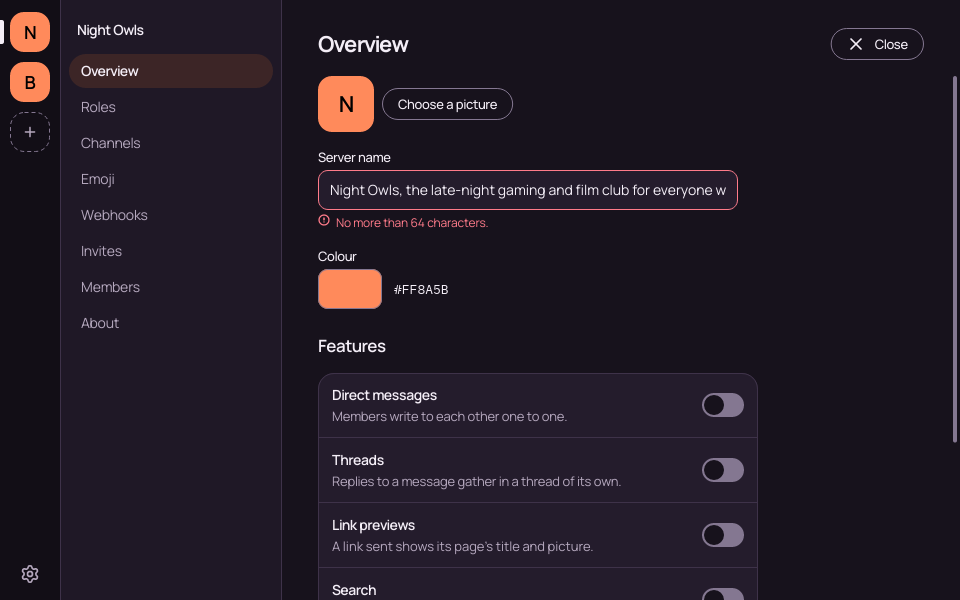 N
B
Night Owls
Overview
Roles
Channels
Emoji
Webhooks
Invites
Members
About
Overview
Close
N
Choose a picture
Server name
Night Owls, the late-night gaming and film club for everyone w
No more than 64 characters.
Colour
#FF8A5B
Features
Direct messages
Members write to each other one to one.
Threads
Replies to a message gather in a thread of its own.
Link previews
A link sent shows its page's title and picture.
Search